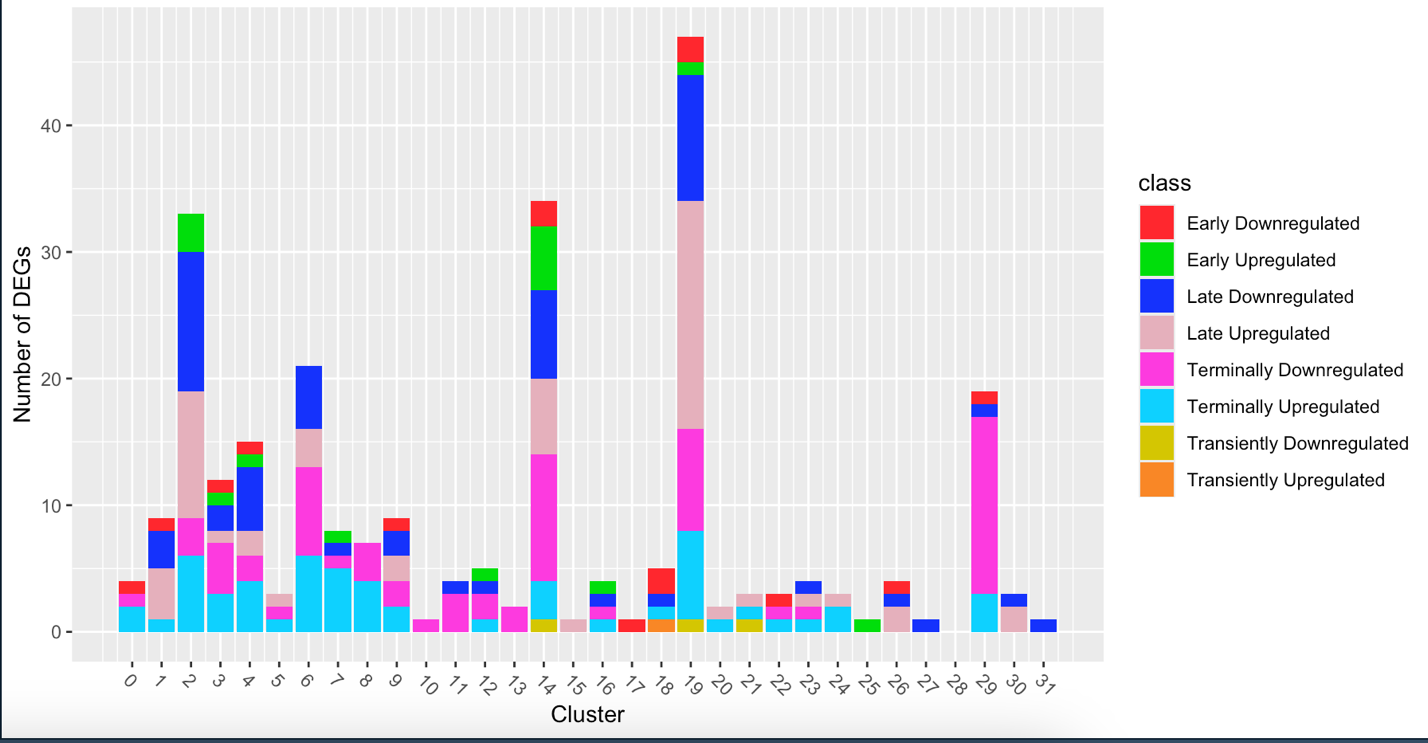 Number of DEGs
40
30
20
10
0
0 1 2 3 4 5 6 7 8 9 10 11 12 13 14 15 16 17 18 19 20 21 22 23 24 25 26 27 28 29 30 31
Cluster
class
Early Downregulated
Early Upregulated
Late Downregulated
Late Upregulated
Terminally Downregulated
Terminally Upregulated
Transiently Downregulated
Transiently Upregulated